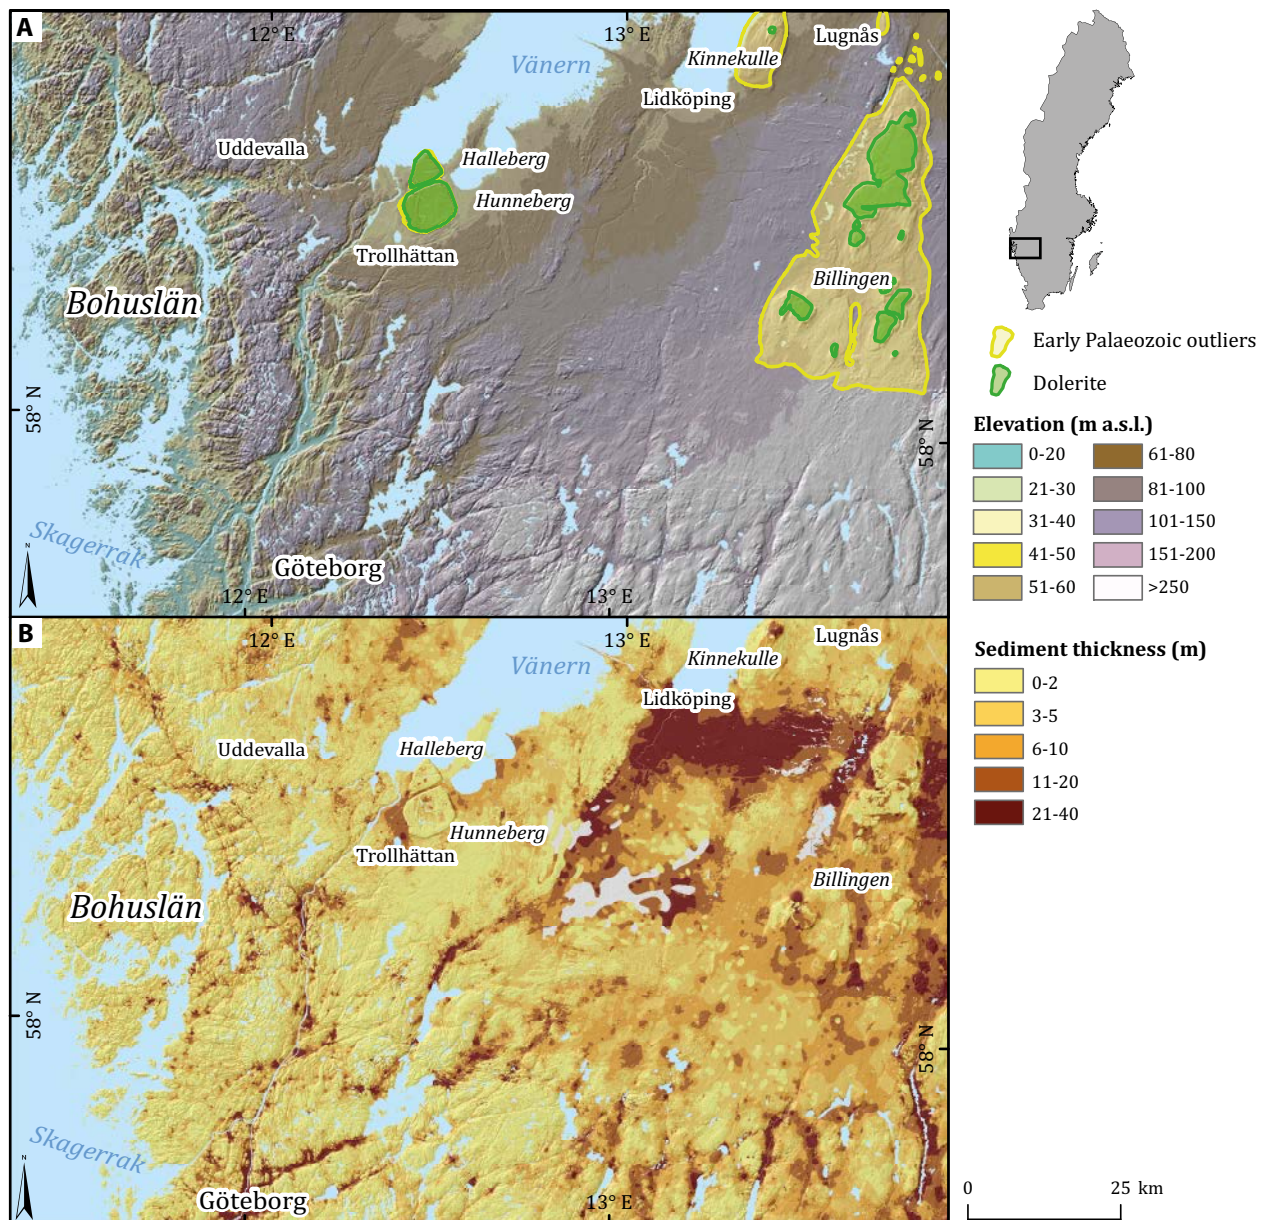 A
12° E
13° E
Lugnås
Vänern
Kinnekulle
Lidköping
Uddevalla
Halleberg
Hunneberg
Trollhättan
Billingen
Bohuslän
58° N
58° N
Skagerrak
N
Göteborg
12° E
13° E
Early Palaeozoic outliers
Dolerite
Elevation (m a.s.l.)
0-20
61-80
21-30
81-100
31-40
101-150
41-50
151-200
51-60
>250
B
12° E
13° E
Lugnås
Vänern
Kinnekulle
Lidköping
Uddevalla
Halleberg
Hunneberg
Trollhättan
Billingen
Bohuslän
58° N
58° N
Skagerrak
N
Göteborg
13° E
Sediment thickness (m)
0-2
3-5
6-10
11-20
21-40
0 25 km